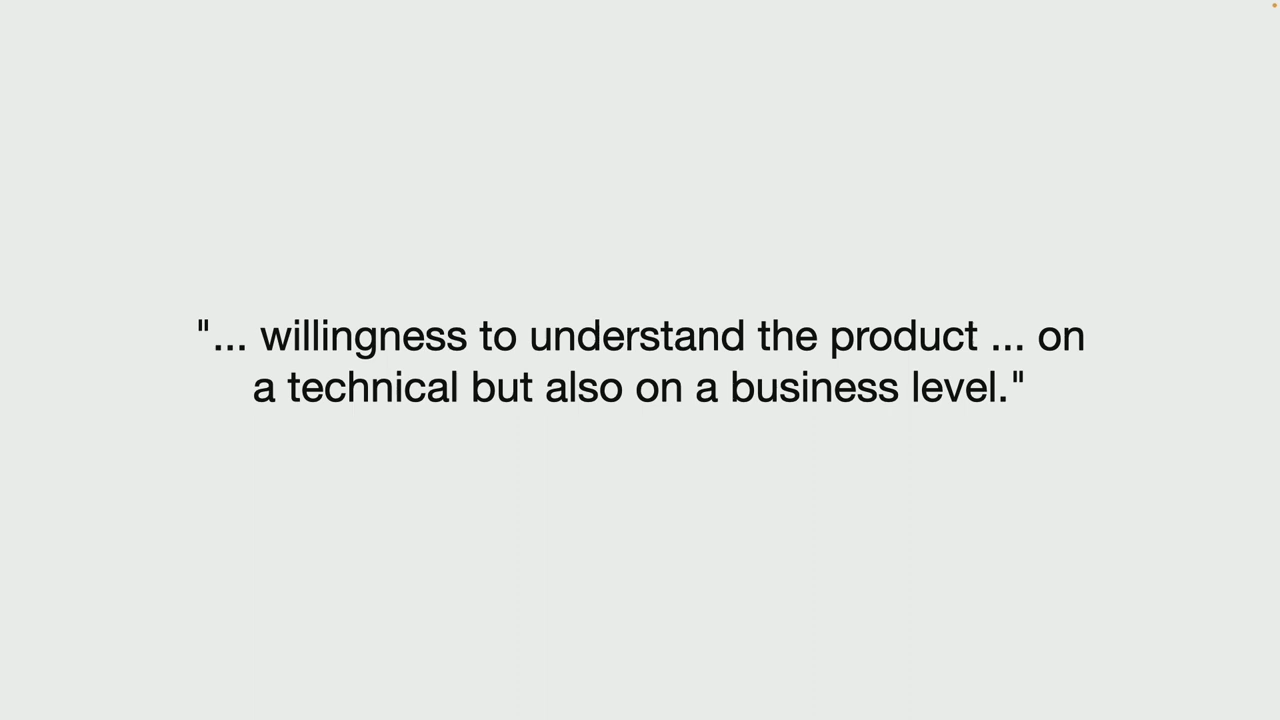 "... willingness to understand the product ... on
a technical but also on a business level."